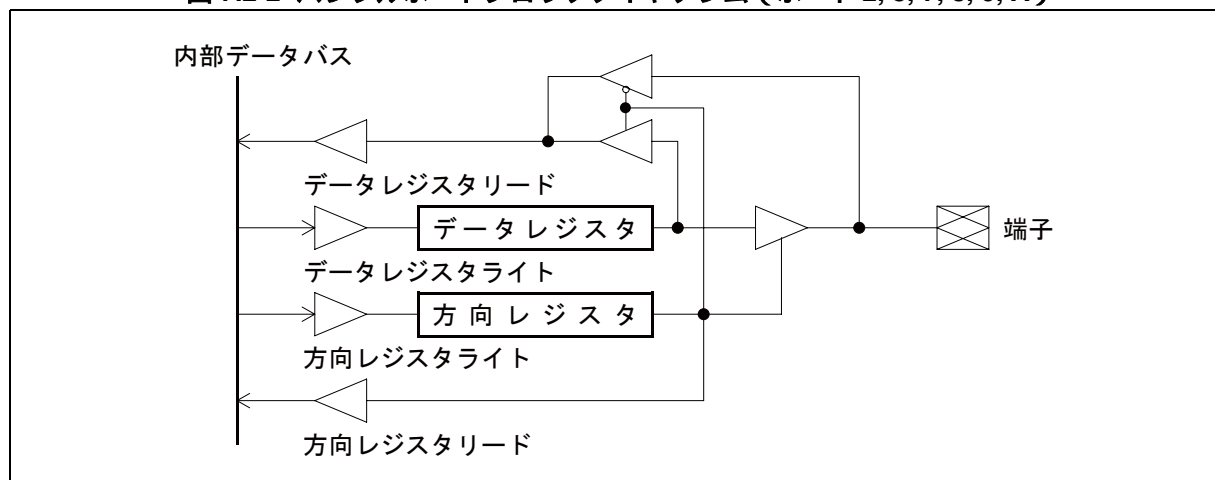 内部データバス
データレジスタリード
データレジスタ
端子
データレジスタライト
方向レジスタ
方向レジスタライト
方向レジスタリード